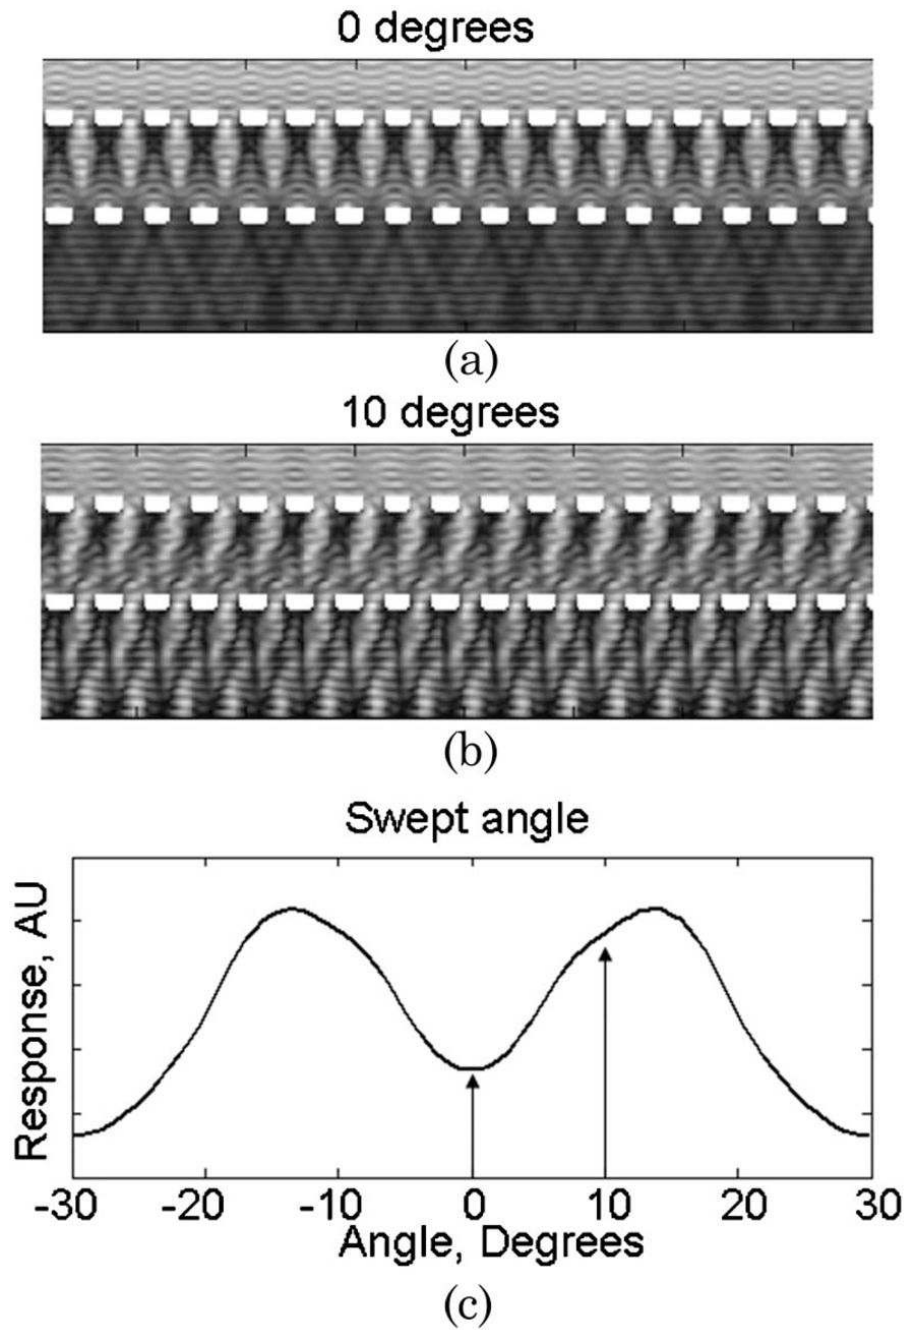 0 degrees
(a)
10 degrees
(b)
Swept angle
Response, AU
-30 -20 -10 0 10 20 30
Angle, Degrees
(c)